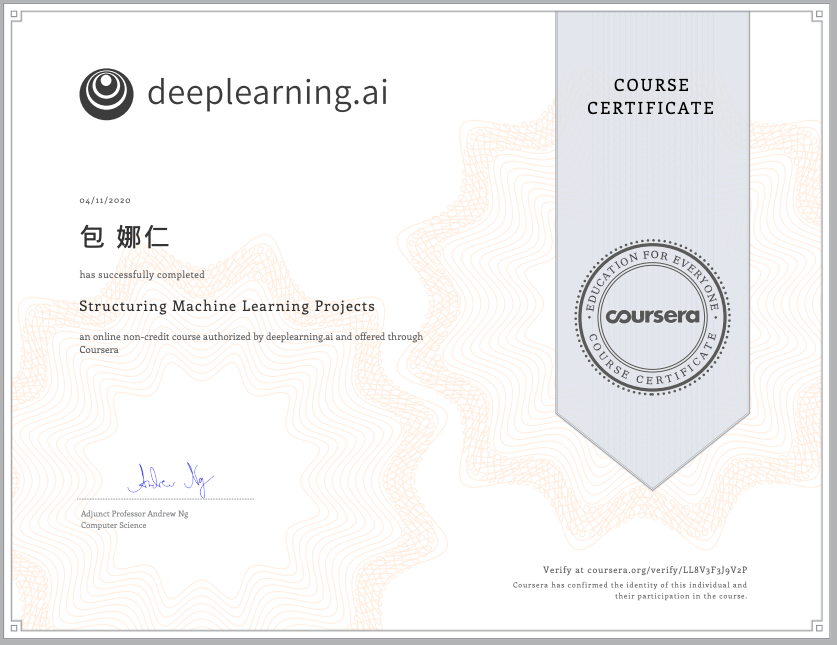 deeplearning.ai
COURSE
CERTIFICATE
04/11/2020
包 娜仁
has successfully completed
Structuring Machine Learning Projects
an online non-credit course authorized by deeplearning.ai and offered through
Coursera
EDUCATION FOR EVERYONE
coursera
COURSE CERTIFICATE
Andrew Ng
Adjunct Professor Andrew Ng
Computer Science
Verify at coursera.org/verify/LL8V3F3J9V2P
Coursera has confirmed the identity of this individual and
their participation in the course.